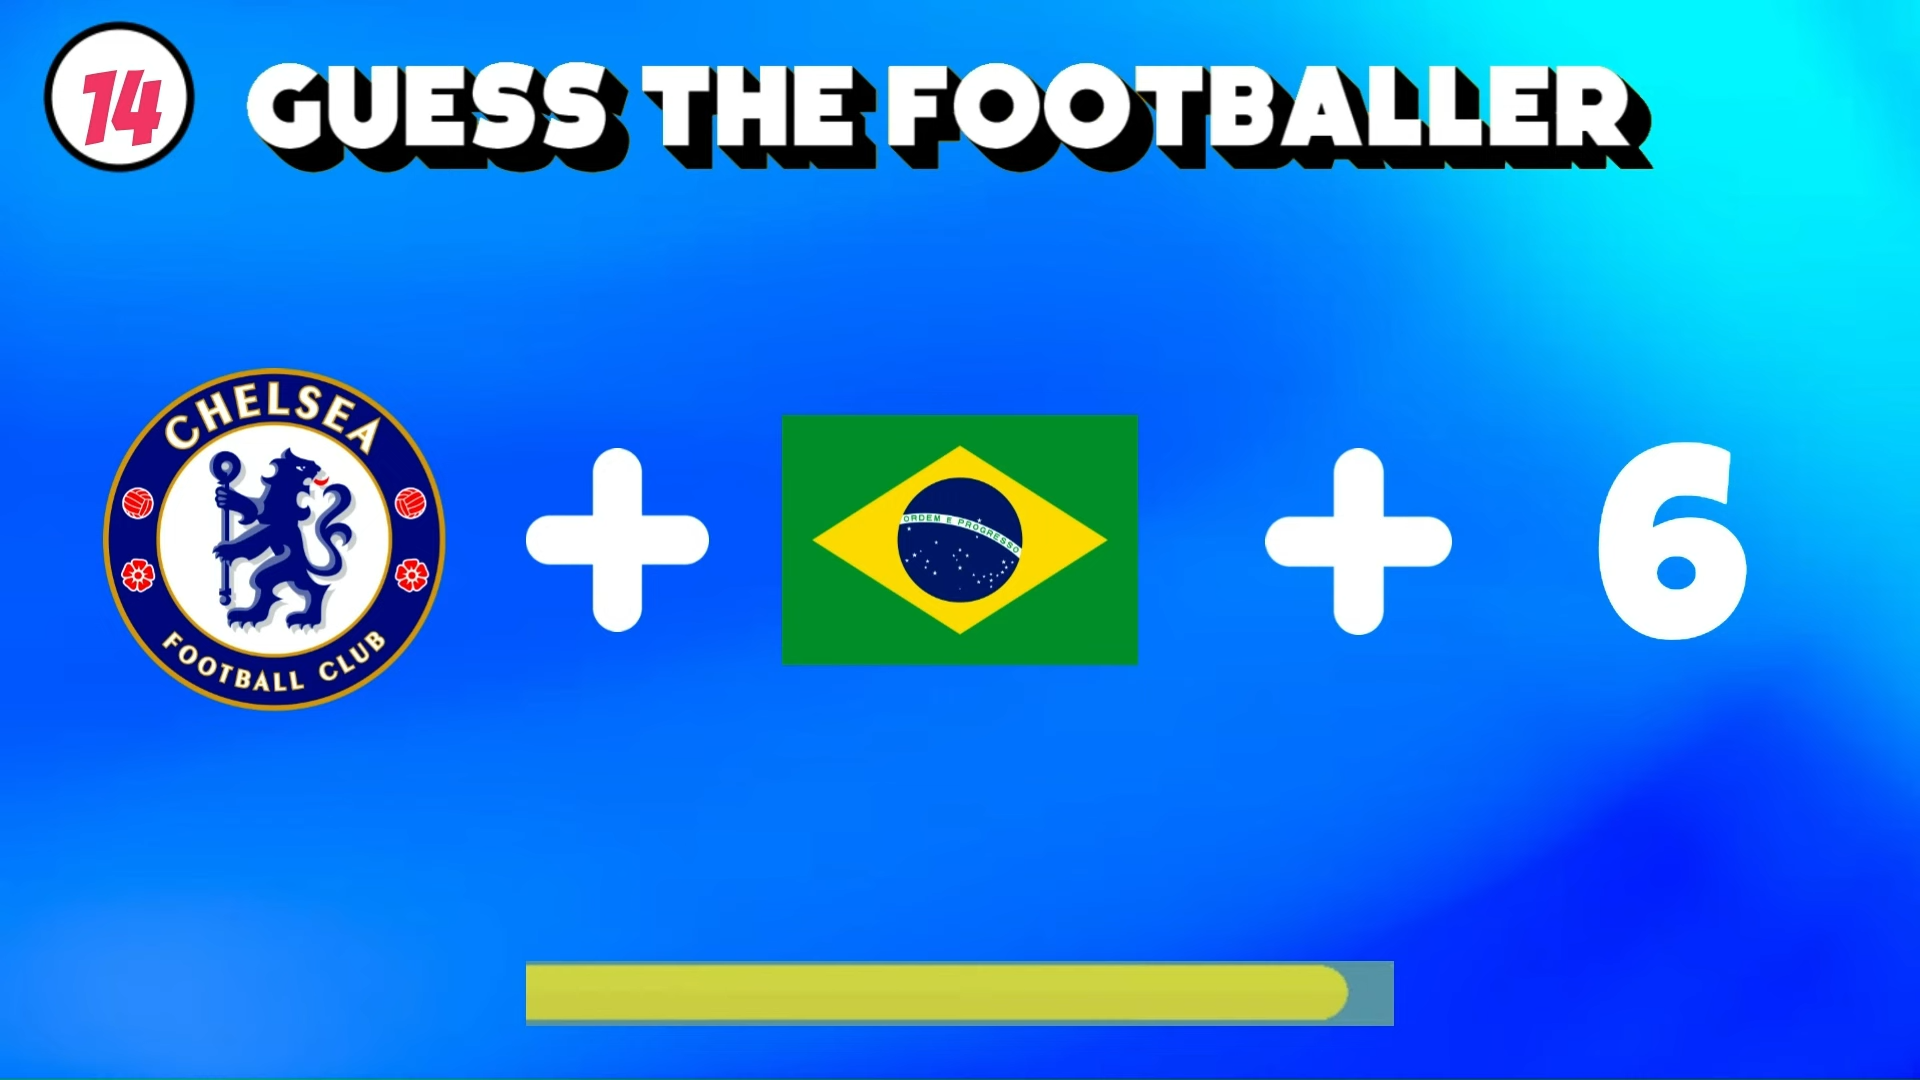 14
GUESS THE FOOTBALLER
CHELSEA
FOOTBALL CLUB
ORDEM E PROGRESSO
6